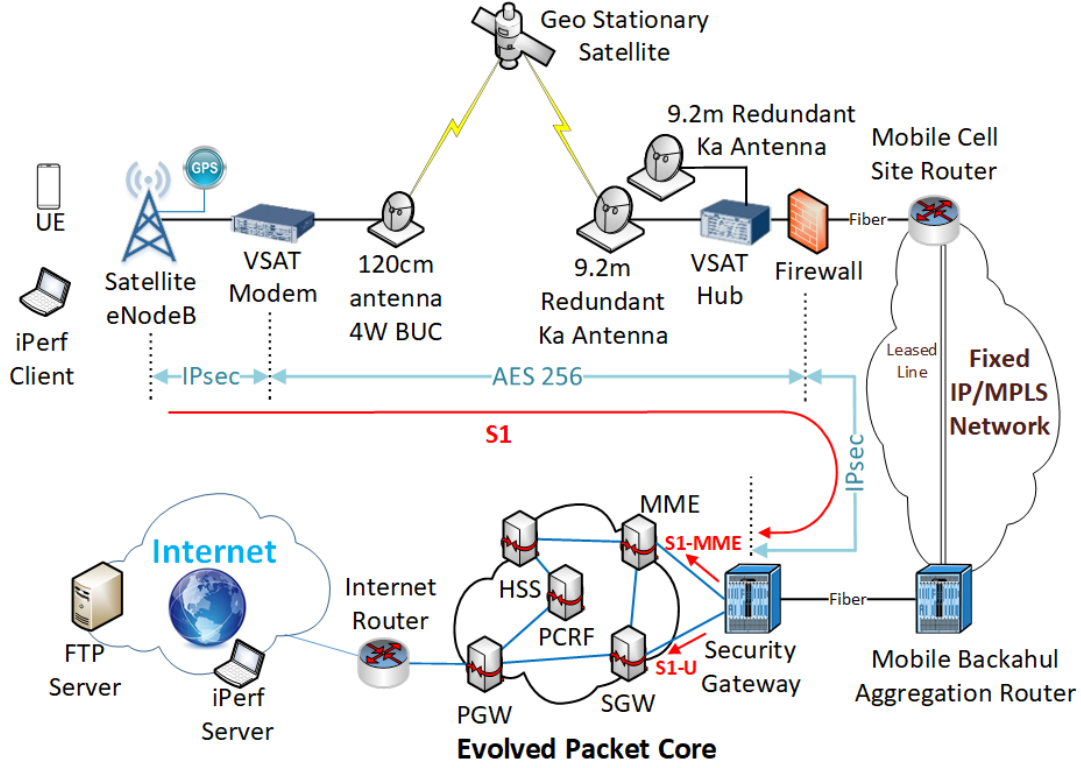 Geo Stationary
Satellite
9.2m Redundant
Ka Antenna
Mobile Cell
Site Router
GPS
UE
Fiber
Satellite
eNodeB
VSAT
Modem
120cm
antenna
4W BUC
9.2m
Redundant
Ka Antenna
VSAT
Hub
Firewall
iPerf
Client
Leased
Line
Fixed
IP/MPLS
Network
IPsec
AES 256
S1
IPsec
MME
S1-MME
Internet
HSS
Internet
Router
PCRF
Fiber
FTP
Server
iPerf
Server
S1-U
Security
Gateway
Mobile Backahul
Aggregation Router
PGW
SGW
Evolved Packet Core